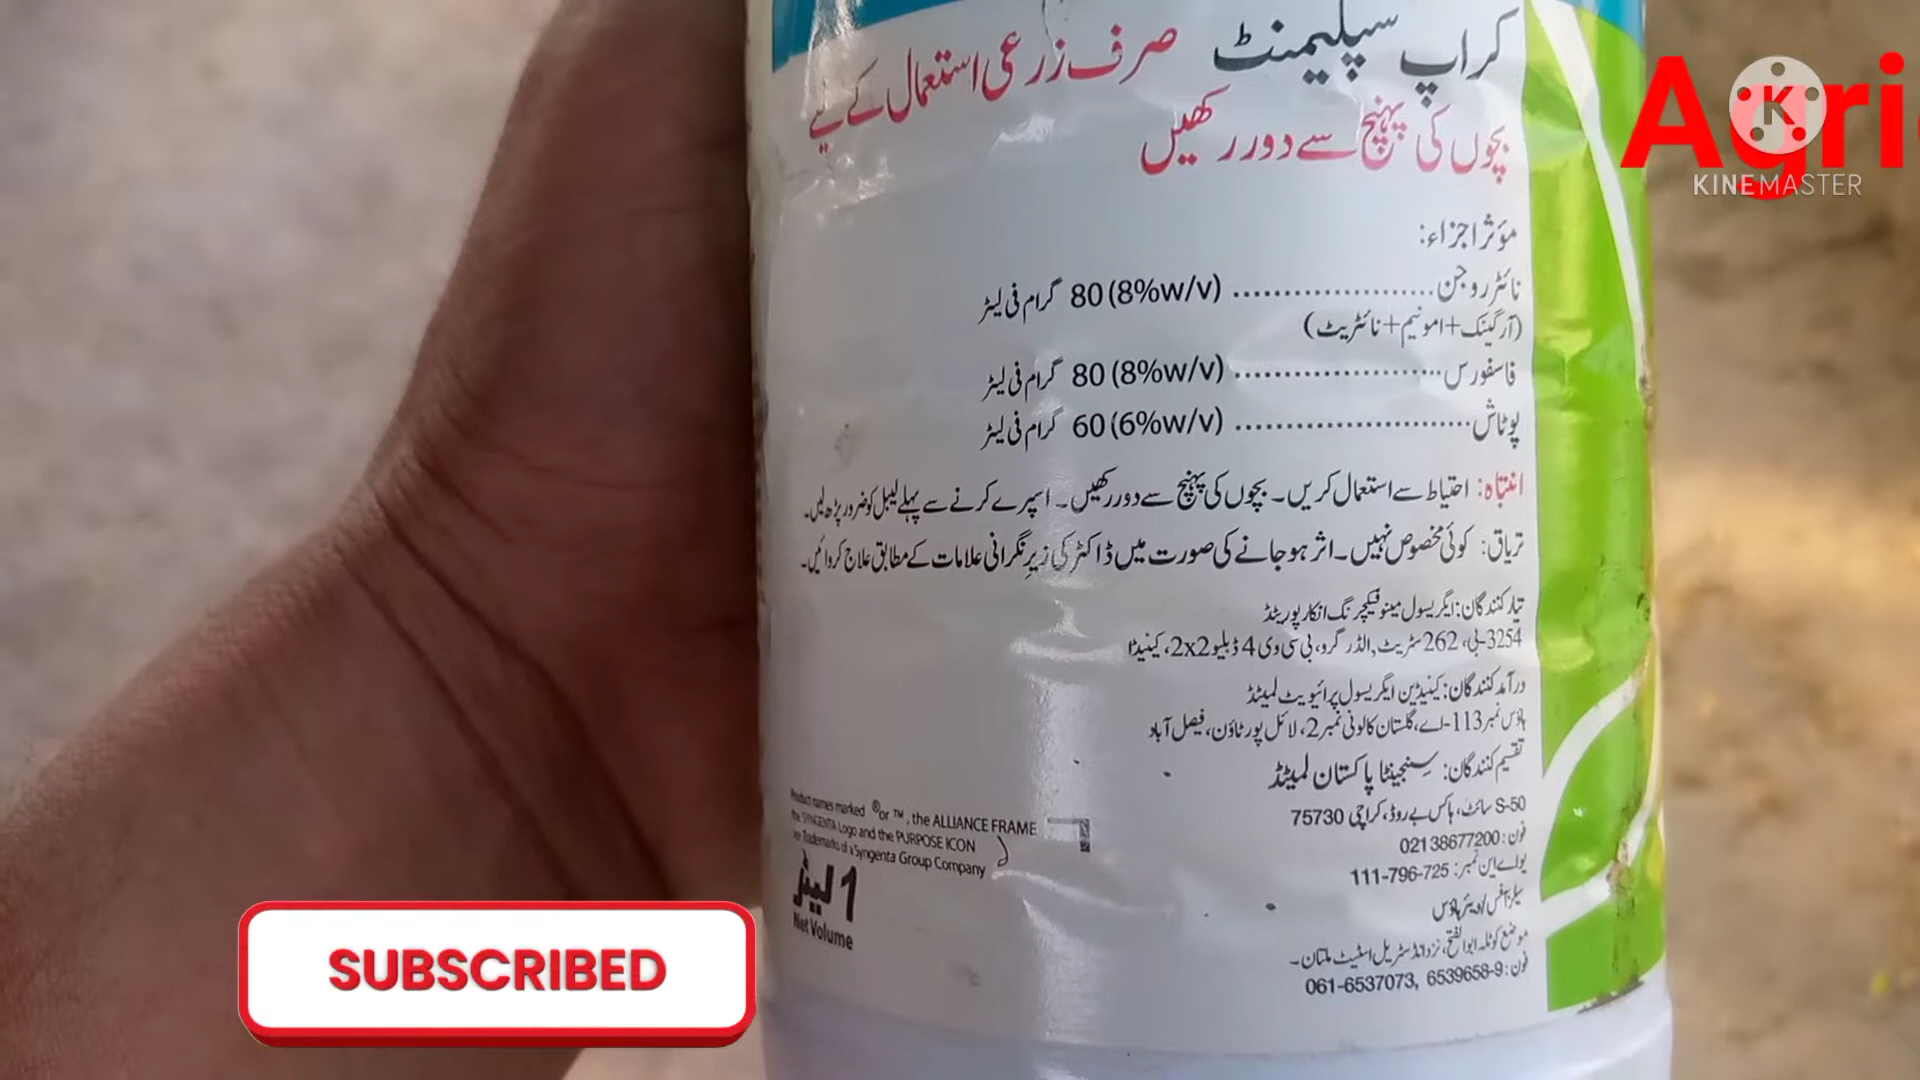 کراپ سپلیمنٹ صرف زرعی استعمال کے لیے
بچوں کی پہنچ سے دور رکھیں
مؤثر اجزاء:
نائٹروجن .................... 80 (8%w/v) گرام فی لیٹر
(آرگینک+امونیم+نائٹریٹ)
فاسفورس .................... 80 (8%w/v) گرام فی لیٹر
پوٹاش ....................... 60 (6%w/v) گرام فی لیٹر
انتباہ: احتیاط سے استعمال کریں۔ بچوں کی پہنچ سے دور رکھیں۔ اسپرے کرنے سے پہلے لیبل کو ضرور پڑھ لیں۔
تریاق: کوئی مخصوص نہیں۔ اثر ہو جانے کی صورت میں ڈاکٹر کی زیرِ نگرانی علامات کے مطابق علاج کروائیں۔
تیار کنندگان: ایگریسول مینوفیکچرنگ انکارپوریٹڈ
3254-بی، 262 سٹریٹ, الڈر گرو، بی سی وی 4 ڈبلیو 2x2، کینیڈا
درآمد کنندگان: کینیڈین ایگریسول پرائیویٹ لمیٹڈ
ہاؤس نمبر 113-اے، گلستان کالونی نمبر 2، لائل پور ٹاؤن، فیصل آباد
تقسیم کنندگان: سنجینٹا پاکستان لمیٹڈ
S-50 سائٹ، ہاکس بے روڈ، کراچی 75730
فون: 02138677200
یو اے این نمبر: 111-796-725
سیلز آفس/ویئر ہاؤس
موضع کوٹلہ ابوالفتح، نزد انڈسٹریل اسٹیٹ ملتان۔
فون: 061-6537073, 6539658-9
Product names marked ® or ™, the ALLIANCE FRAME
the SYNGENTA Logo and the PURPOSE ICON
are Trademarks of a Syngenta Group Company
1 لیٹر
Net Volume
Agri
K
KINEMASTER
SUBSCRIBED